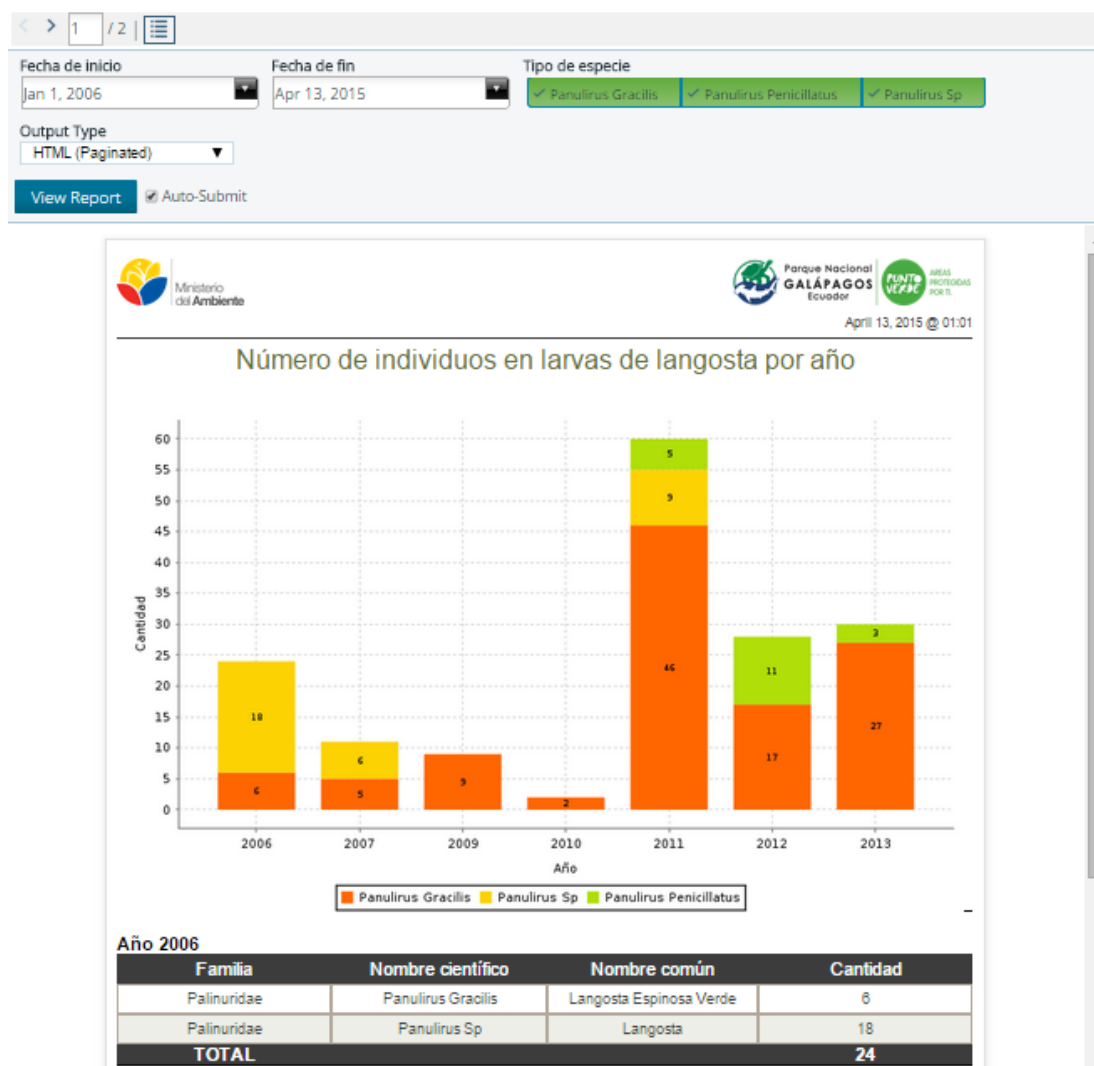 1 / 2 |
Fecha de inicio Fecha de fin Tipo de especie
Jan 1, 2006 Apr 13, 2015 Panulirus Gracilis Panulirus Penicillatus Panulirus Sp
Output Type
HTML (Paginated)
View Report Auto-Submit
Ministerio
del Ambiente
Parque Nacional
GALÁPAGOS
Ecuador
PUNTO
VERDE
AREAS
PROTEGIDAS
POR TI.
April 13, 2015 @ 01:01
Número de individuos en larvas de langosta por año
60
55
50
45
40
35
30
25
20
15
10
5
0
Cantidad
18
6
6
5
9
2
5
9
46
11
17
3
27
2006 2007 2009 2010 2011 2012 2013
Año
Panulirus Gracilis Panulirus Sp Panulirus Penicillatus
Año 2006
Familia Nombre científico Nombre común Cantidad
Palinuridae Panulirus Gracilis Langosta Espinosa Verde 6
Palinuridae Panulirus Sp Langosta 18
TOTAL 24